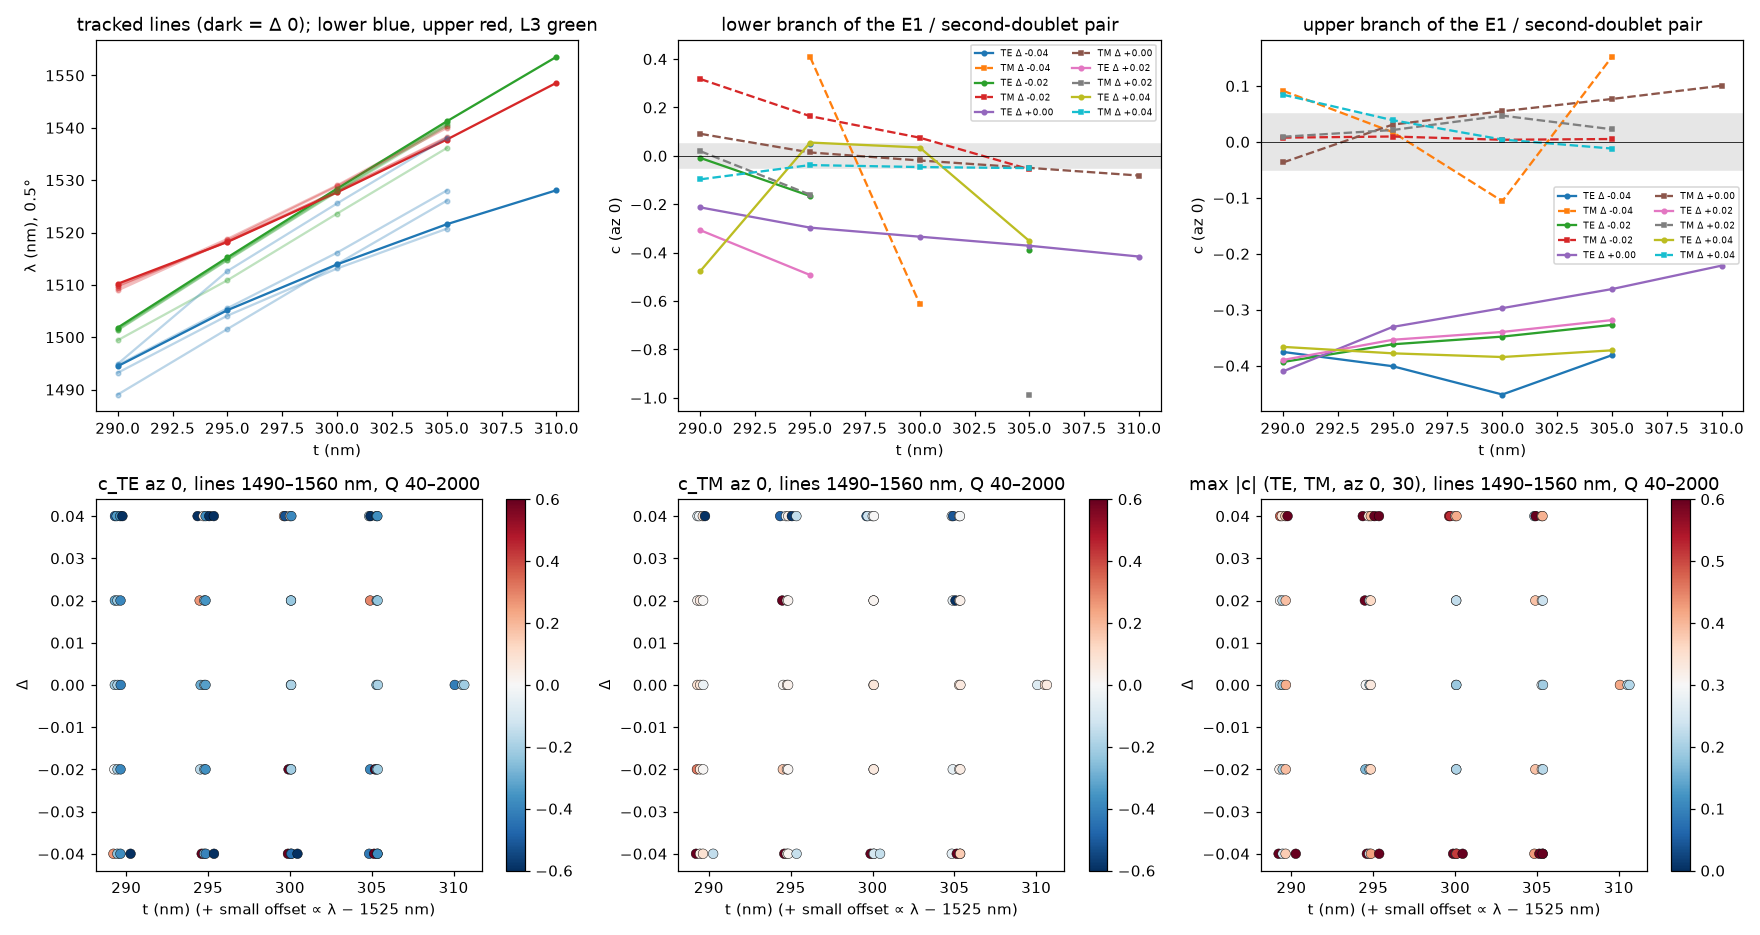 tracked lines (dark = Δ 0); lower blue, upper red, L3 green
λ (nm), 0.5°
1550
1540
1530
1520
1510
1500
1490
290.0 292.5 295.0 297.5 300.0 302.5 305.0 307.5 310.0
t (nm)
lower branch of the E1 / second-doublet pair
c (az 0)
0.4
0.2
0.0
−0.2
−0.4
−0.6
−0.8
−1.0
TE Δ -0.04 TM Δ +0.00
TM Δ -0.04 TE Δ +0.02
TE Δ -0.02 TM Δ +0.02
TM Δ -0.02 TE Δ +0.04
TE Δ +0.00 TM Δ +0.04
290.0 292.5 295.0 297.5 300.0 302.5 305.0 307.5 310.0
t (nm)
upper branch of the E1 / second-doublet pair
c (az 0)
0.1
0.0
−0.1
−0.2
−0.3
−0.4
TE Δ -0.04 TM Δ +0.00
TM Δ -0.04 TE Δ +0.02
TE Δ -0.02 TM Δ +0.02
TM Δ -0.02 TE Δ +0.04
TE Δ +0.00 TM Δ +0.04
290.0 292.5 295.0 297.5 300.0 302.5 305.0 307.5 310.0
t (nm)
c_TE az 0, lines 1490–1560 nm, Q 40–2000
Δ
0.04
0.03
0.02
0.01
0.00
−0.01
−0.02
−0.03
−0.04
290 295 300 305 310
t (nm) (+ small offset ∝ λ − 1525 nm)
0.6
0.4
0.2
0.0
−0.2
−0.4
−0.6
c_TM az 0, lines 1490–1560 nm, Q 40–2000
Δ
0.04
0.03
0.02
0.01
0.00
−0.01
−0.02
−0.03
−0.04
290 295 300 305 310
t (nm) (+ small offset ∝ λ − 1525 nm)
0.6
0.4
0.2
0.0
−0.2
−0.4
−0.6
max |c| (TE, TM, az 0, 30), lines 1490–1560 nm, Q 40–2000
Δ
0.04
0.03
0.02
0.01
0.00
−0.01
−0.02
−0.03
−0.04
290 295 300 305 310
t (nm) (+ small offset ∝ λ − 1525 nm)
0.6
0.5
0.4
0.3
0.2
0.1
0.0